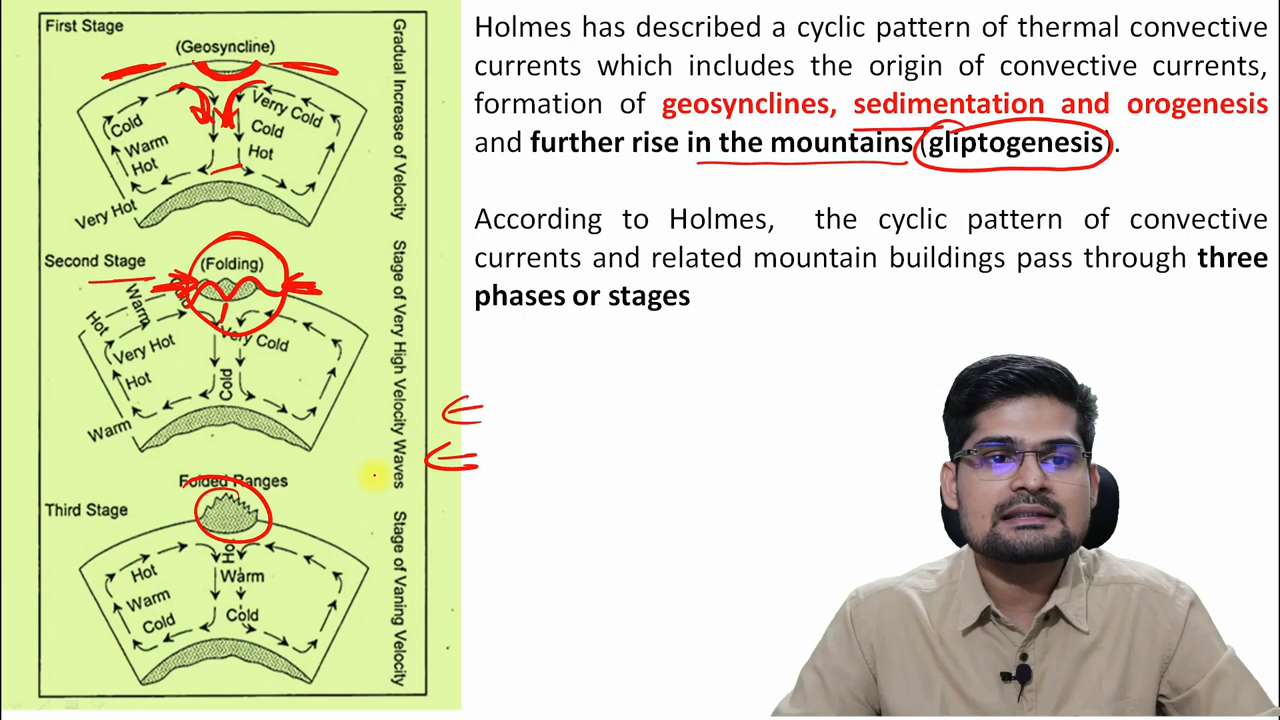 First Stage
(Geosyncline)
Cold
Warm
Hot
Very Hot
Verry Cold
Cold
Hot
Gradual Increase of Velocity
Second Stage
(Folding)
Warm
Hot
Very Hot
Hot
Warm
Very Cold
Cold
Stage of Very High Velocity Waves
Folded Ranges
Third Stage
Hot
Warm
Cold
Warm
Cold
Stage of Vaning Velocity
Holmes has described a cyclic pattern of thermal convective
currents which includes the origin of convective currents,
formation of geosynclines, sedimentation and orogenesis
and further rise in the mountains (gliptogenesis).
According to Holmes, the cyclic pattern of convective
currents and related mountain buildings pass through three
phases or stages